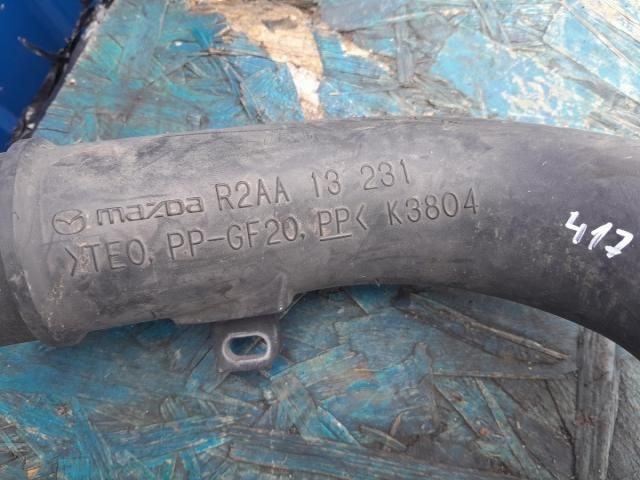 mazda R2AA 13 231
>TEO, PP-GF20, PP< K3804
417